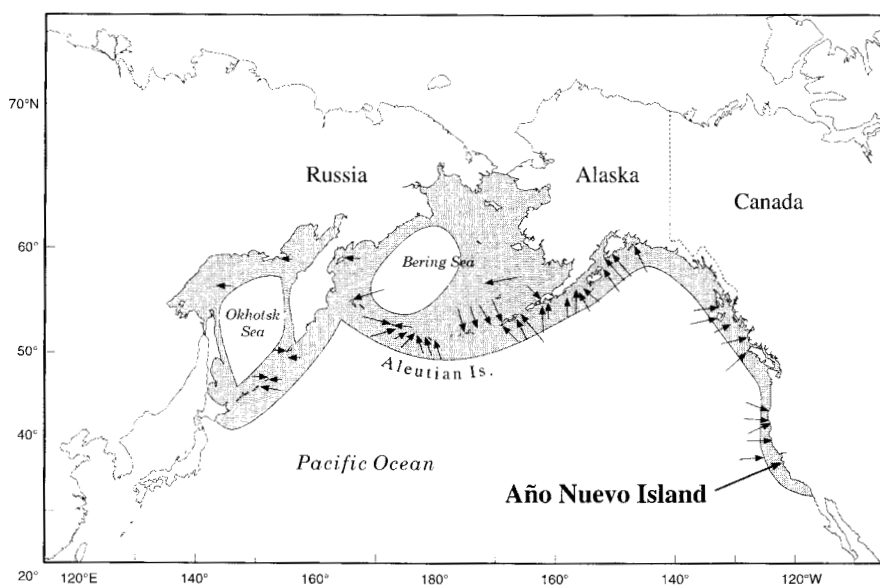 70°N
Russia
Alaska
Canada
60°
Bering Sea
Okhotsk
Sea
50°
Aleutian Is.
40°
Pacific Ocean
Año Nuevo Island
20°
120°E
140°
160°
180°
160°
140°
120°W